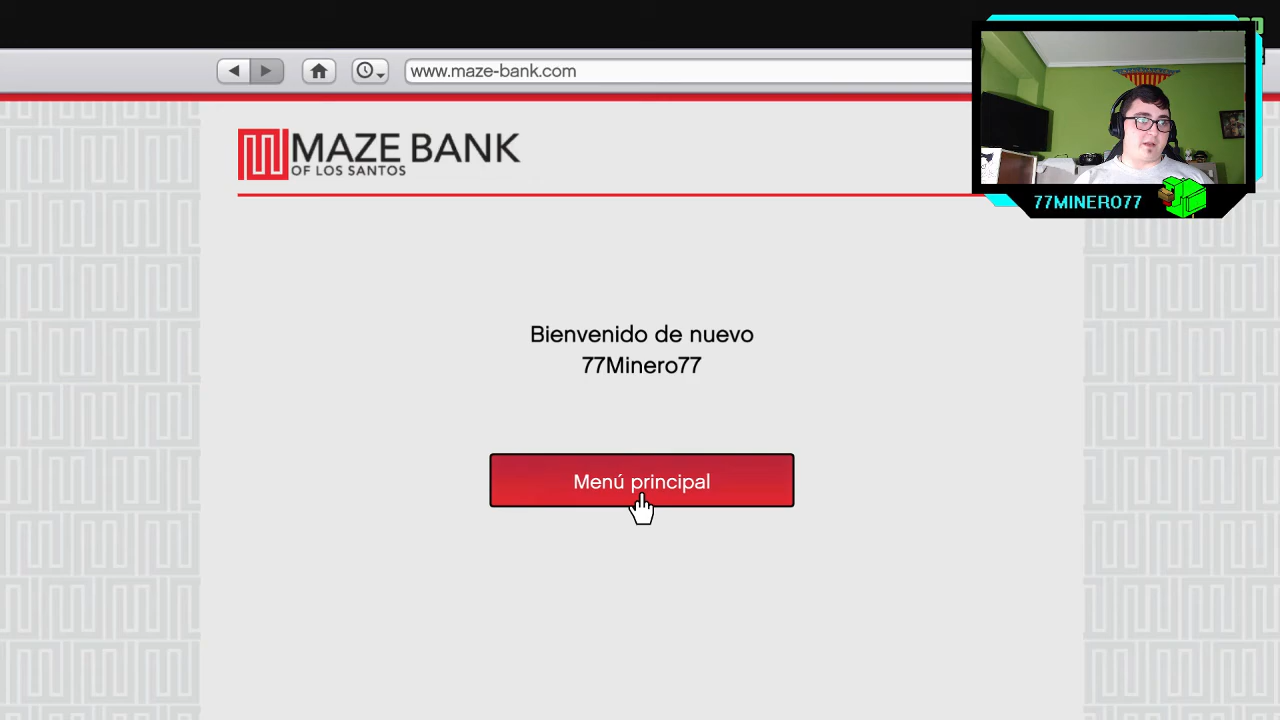 www.maze-bank.com
MAZE BANK
OF LOS SANTOS
77MINERO77
Bienvenido de nuevo
77Minero77
Menú principal